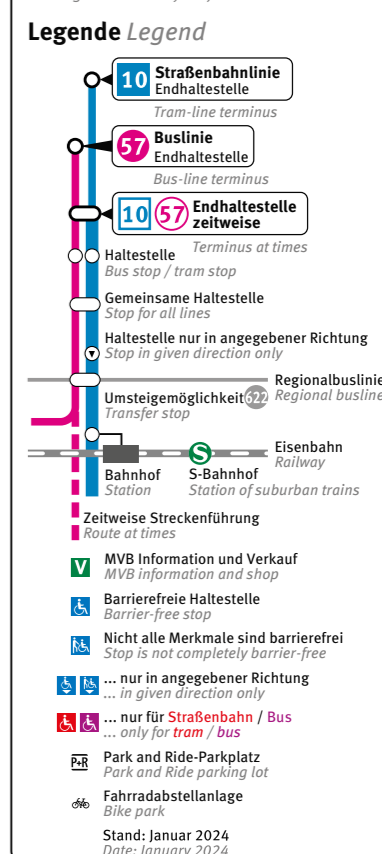 Legende Legend
10 Straßenbahnlinie
Endhaltestelle
Tram-line terminus
57 Buslinie
Endhaltestelle
Bus-line terminus
10 57 Endhaltestelle
zeitweise
Terminus at times
Haltestelle
Bus stop / tram stop
Gemeinsame Haltestelle
Stop for all lines
Haltestelle nur in angegebener Richtung
Stop in given direction only
Regionalbuslinie
Umsteigemöglichkeit 622 Regional busline
Transfer stop
Eisenbahn
Railway
S
Bahnhof
Station
S-Bahnhof
Station of suburban trains
Zeitweise Streckenführung
Route at times
V MVB Information und Verkauf
MVB information and shop
Barrierefreie Haltestelle
Barrier-free stop
Nicht alle Merkmale sind barrierefrei
Stop is not completely barrier-free
... nur in angegebener Richtung
... in given direction only
... nur für Straßenbahn / Bus
... only for tram / bus
P+R Park and Ride-Parkplatz
Park and Ride parking lot
Fahrradabstellanlage
Bike park
Stand: Januar 2024
Date: January 2024